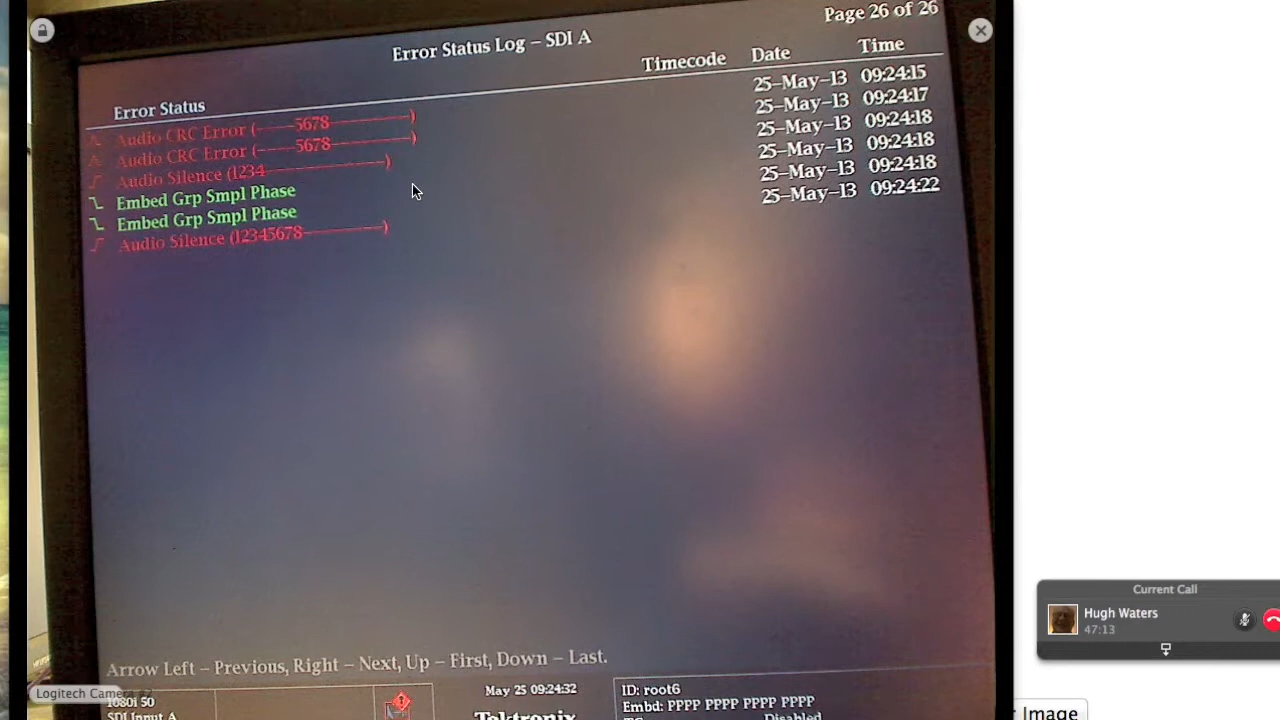 Page 26 of 26
Error Status Log – SDI A
Error Status Timecode Date Time
Audio CRC Error (-----5678-----------) 25-May-13 09:24:15
Audio CRC Error (-----5678-----------) 25-May-13 09:24:17
Audio Silence (1234----------------) 25-May-13 09:24:18
Embed Grp Smpl Phase 25-May-13 09:24:18
Embed Grp Smpl Phase 25-May-13 09:24:18
Audio Silence (12345678-----------) 25-May-13 09:24:22
Current Call
Hugh Waters
47:13
Arrow Left – Previous, Right – Next, Up – First, Down – Last.
Logitech Camera
1080i 50
SDI Input A
May 25 09:24:32
Tektronix
ID: root6
Embd: PPPP PPPP PPPP PPPP
Disabled
Image